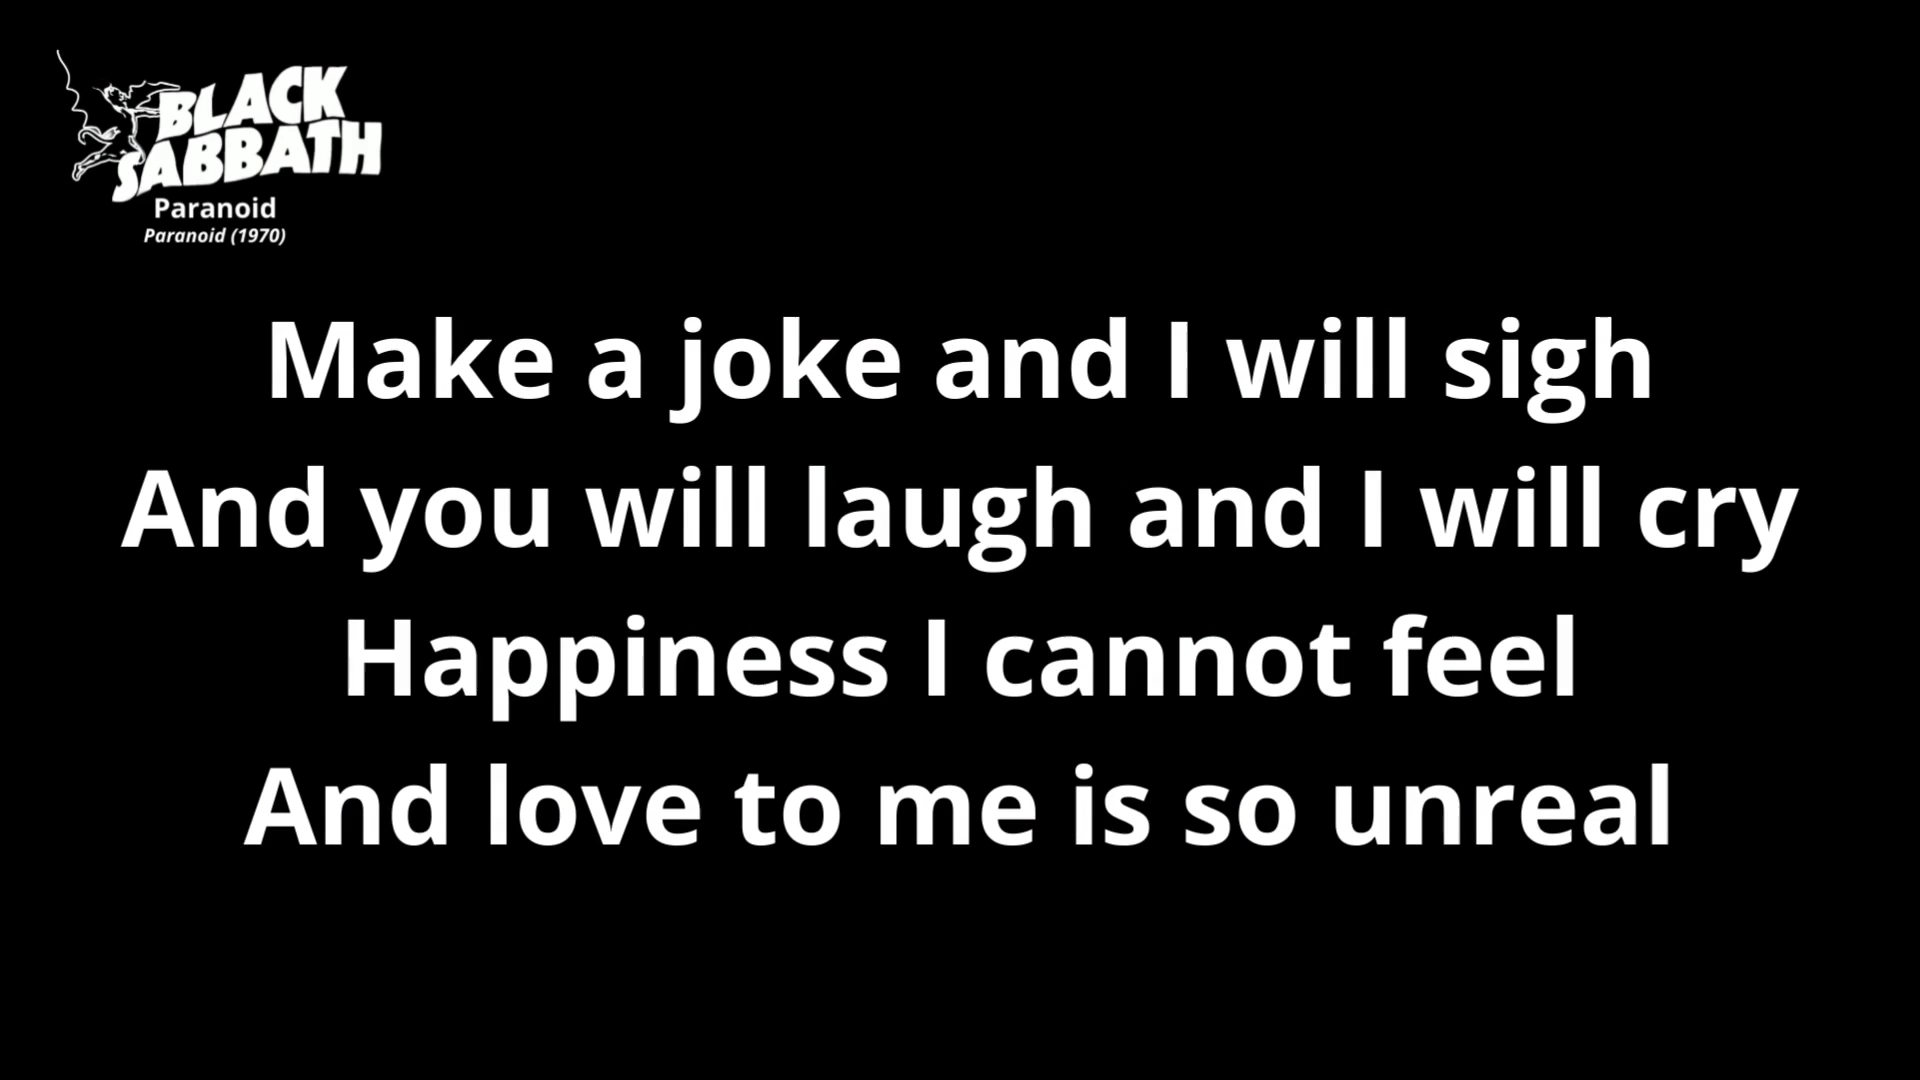 BLACK
SABBATH
Paranoid
Paranoid (1970)
Make a joke and I will sigh
And you will laugh and I will cry
Happiness I cannot feel
And love to me is so unreal